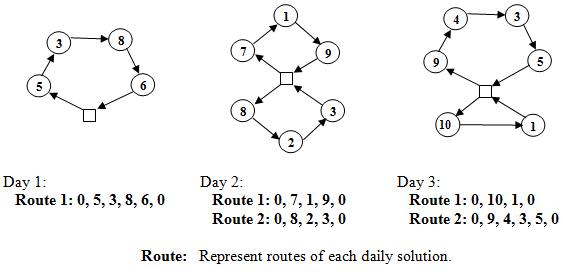 3
8
5
6
1
7
9
8
3
2
4
3
9
5
10
1
Day 1:
Route 1: 0, 5, 3, 8, 6, 0
Day 2:
Route 1: 0, 7, 1, 9, 0
Route 2: 0, 8, 2, 3, 0
Day 3:
Route 1: 0, 10, 1, 0
Route 2: 0, 9, 4, 3, 5, 0
Route: Represent routes of each daily solution.